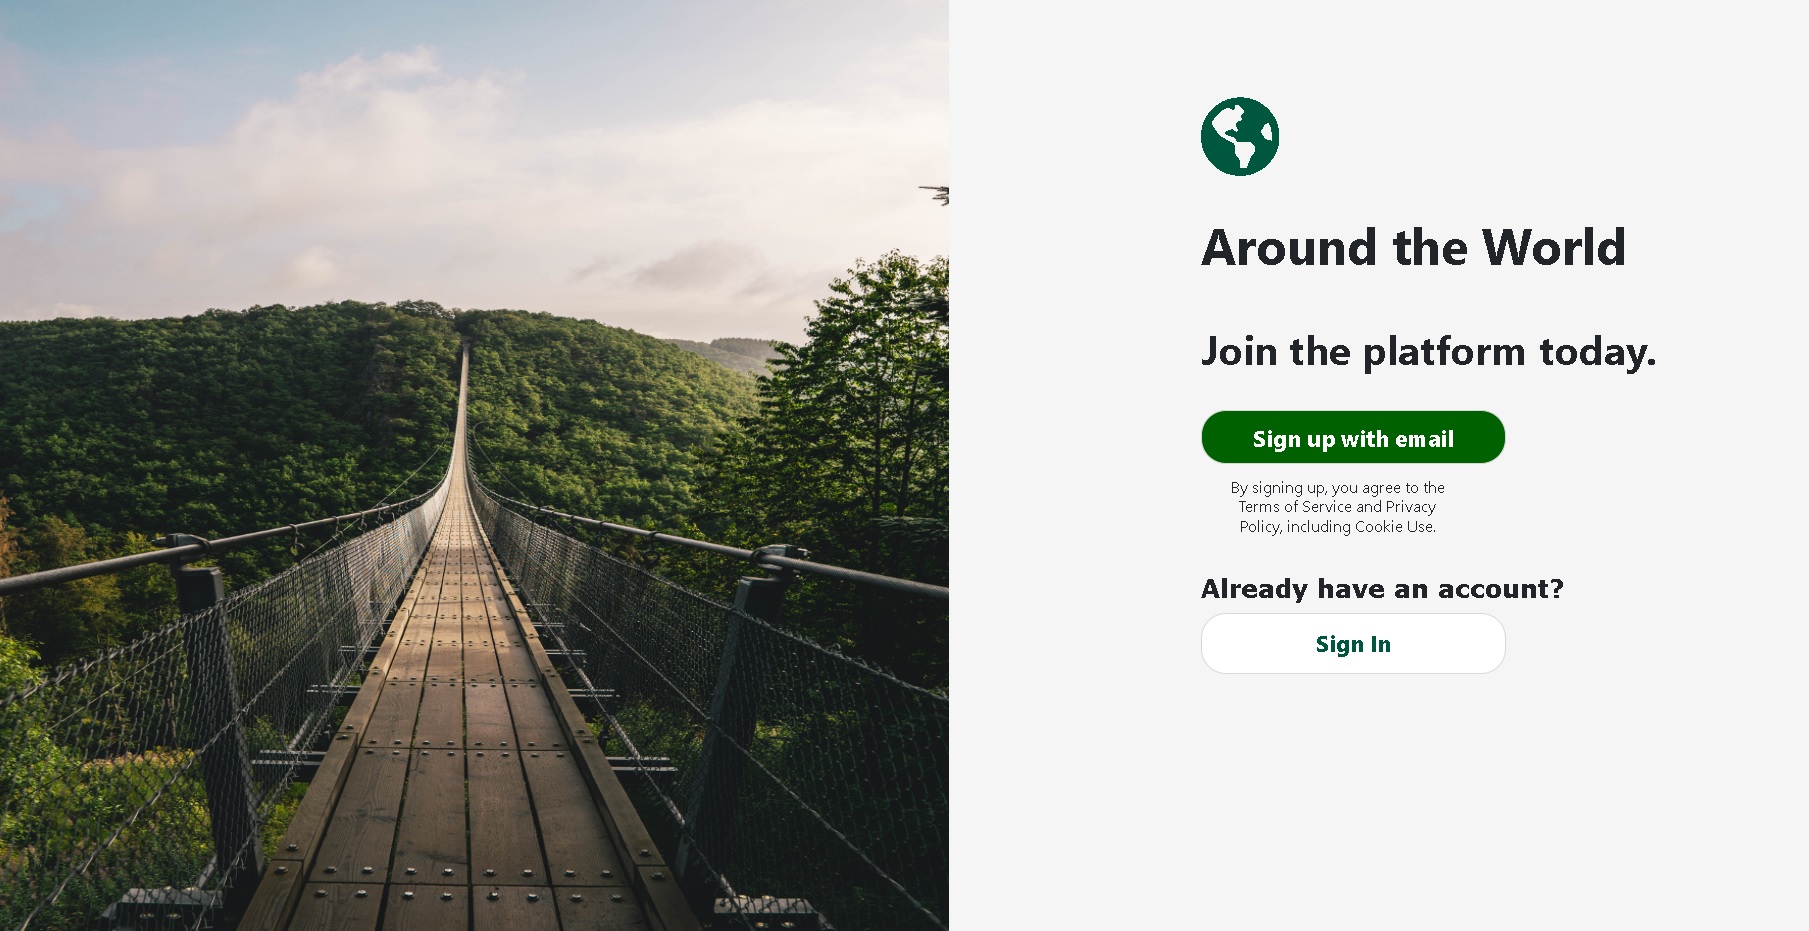 Around the World
Join the platform today.
Sign up with email
By signing up, you agree to the
Terms of Service and Privacy
Policy, including Cookie Use.
Already have an account?
Sign In